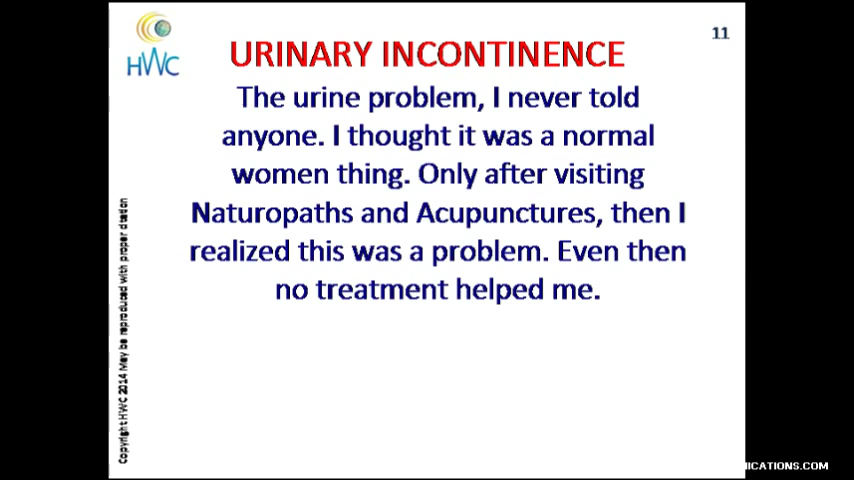 HWC
11
URINARY INCONTINENCE
The urine problem, I never told
anyone. I thought it was a normal
women thing. Only after visiting
Naturopaths and Acupunctures, then I
realized this was a problem. Even then
no treatment helped me.
Copyright HWC 2014 May be reproduced with proper citation
ICATIONS.COM